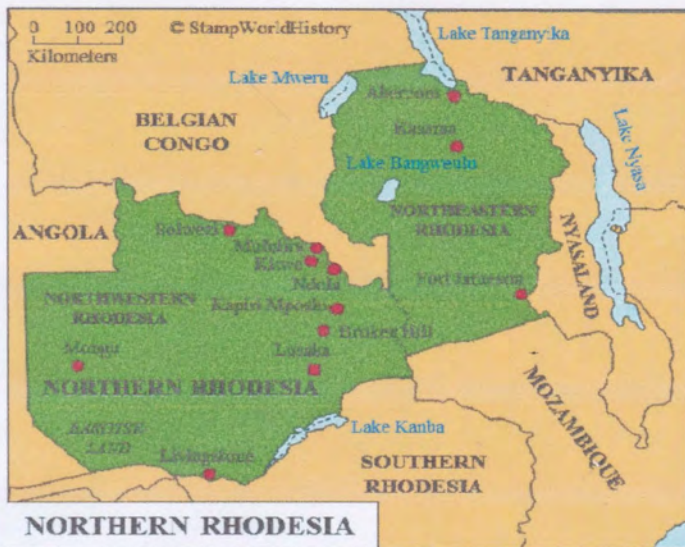 0 100 200
Kilometers
© StampWorldHistory
Lake Tanganyika
Lake Mweru
TANGANYIKA
Abercorn
BELGIAN
CONGO
Kasama
Lake Nyasa
Lake Bangweulu
ANGOLA
NORTHEASTERN
RHODESIA
NYASALAND
Solwezi
Mufulira
Kitwe
Ndola
Fort Jameson
NORTHWESTERN
RHODESIA
Kapiri Mposhi
Broken Hill
Mongu
Lusaka
NORTHERN RHODESIA
MOZAMBIQUE
BAROTSE
LAND
Lake Kariba
Livingstone
SOUTHERN
RHODESIA
NORTHERN RHODESIA